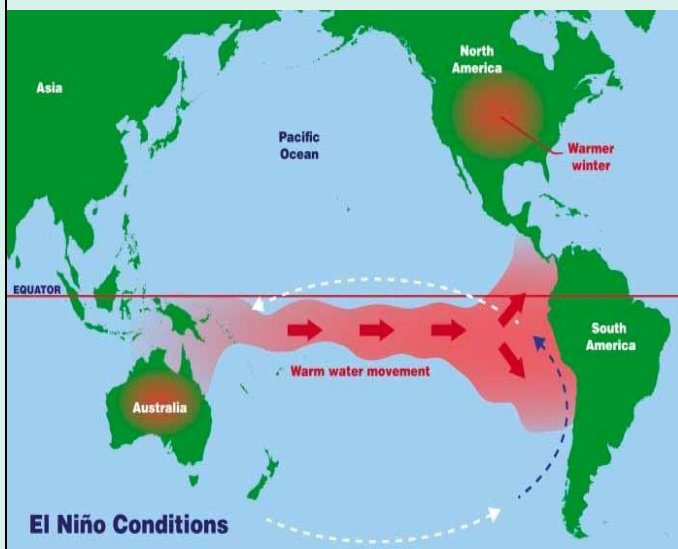 North
America
Asia
Pacific
Ocean
Warmer
winter
EQUATOR
South
America
Warm water movement
Australia
El Niño Conditions